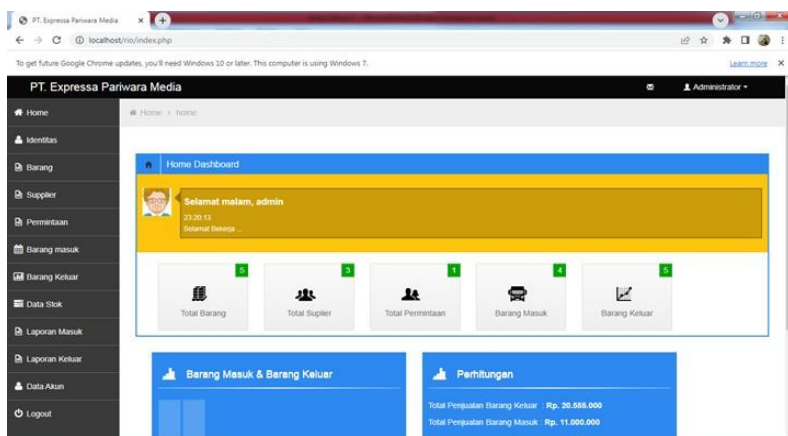 PT. Expressa Pariwara Media
localhost/rio/index.php
To get future Google Chrome updates, you'll need Windows 10 or later. This computer is using Windows 7.
Learn more
PT. Expressa Pariwara Media
Administrator
Home
Home > home
Identitas
Barang
Supplier
Permintaan
Barang masuk
Barang Keluar
Data Stok
Laporan Masuk
Laporan Keluar
Data Akun
Logout
Home Dashboard
Selamat malam, admin
23:20:13
Selamat Bekerja ...
5
Total Barang
3
Total Suplier
1
Total Permintaan
4
Barang Masuk
5
Barang Keluar
Barang Masuk & Barang Keluar
Perhitungan
Total Penjualan Barang Keluar : Rp. 20.555.000
Total Penjualan Barang Masuk : Rp. 11.000.000